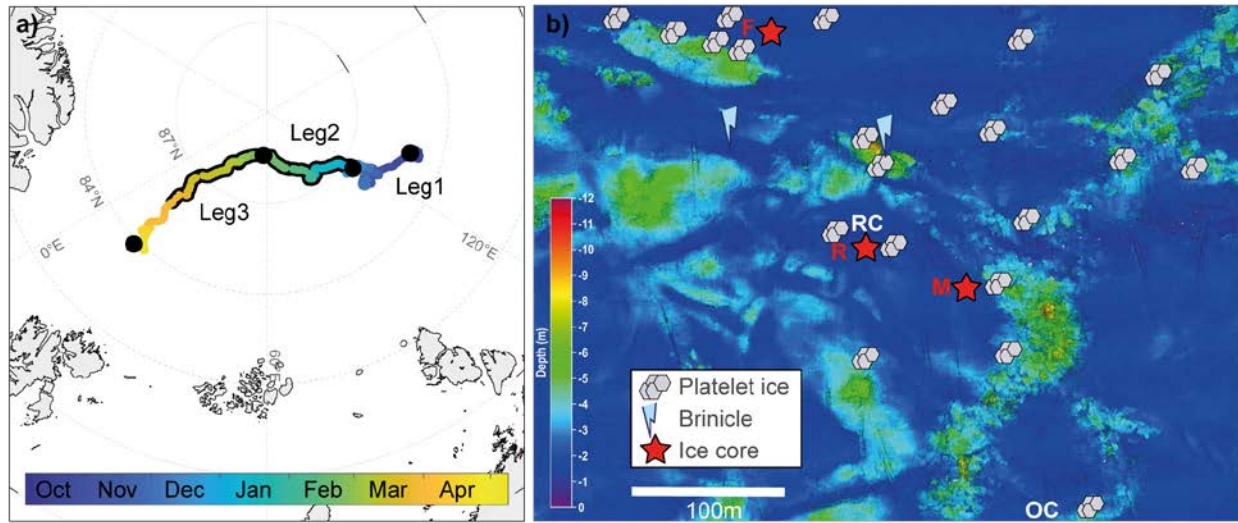 a)
87°N
84°N
0°E
120°E
60
Leg1
Leg2
Leg3
Oct Nov Dec Jan Feb Mar Apr
b)
F
RC
R
M
OC
Depth (m)
-12
-11
-10
-9
-8
-7
-6
-5
-4
-3
-2
-1
0
Platelet ice
Brinicle
Ice core
100m